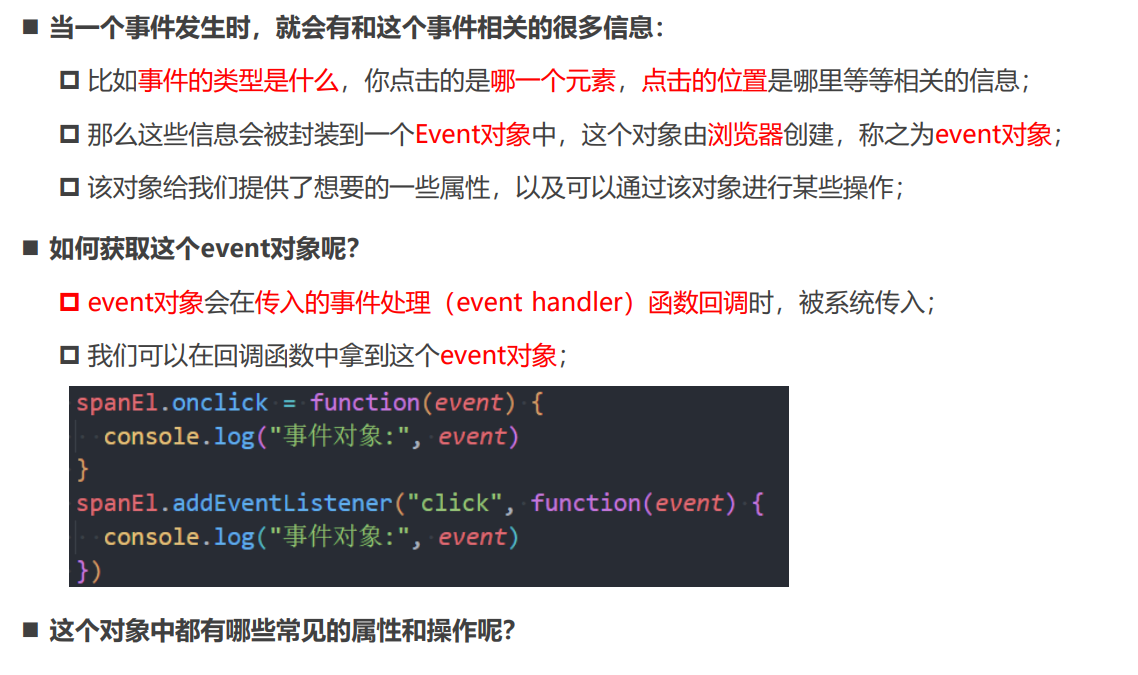 当一个事件发生时，就会有和这个事件相关的很多信息：
比如事件的类型是什么，你点击的是哪一个元素，点击的位置是哪里等等相关的信息；
那么这些信息会被封装到一个Event对象中，这个对象由浏览器创建，称之为event对象；
该对象给我们提供了想要的一些属性，以及可以通过该对象进行某些操作；
如何获取这个event对象呢？
event对象会在传入的事件处理（event handler）函数回调时，被系统传入；
我们可以在回调函数中拿到这个event对象；
spanEl.onclick = function(event) {
  console.log("事件对象:", event)
}
spanEl.addEventListener("click", function(event) {
  console.log("事件对象:", event)
})
这个对象中都有哪些常见的属性和操作呢？